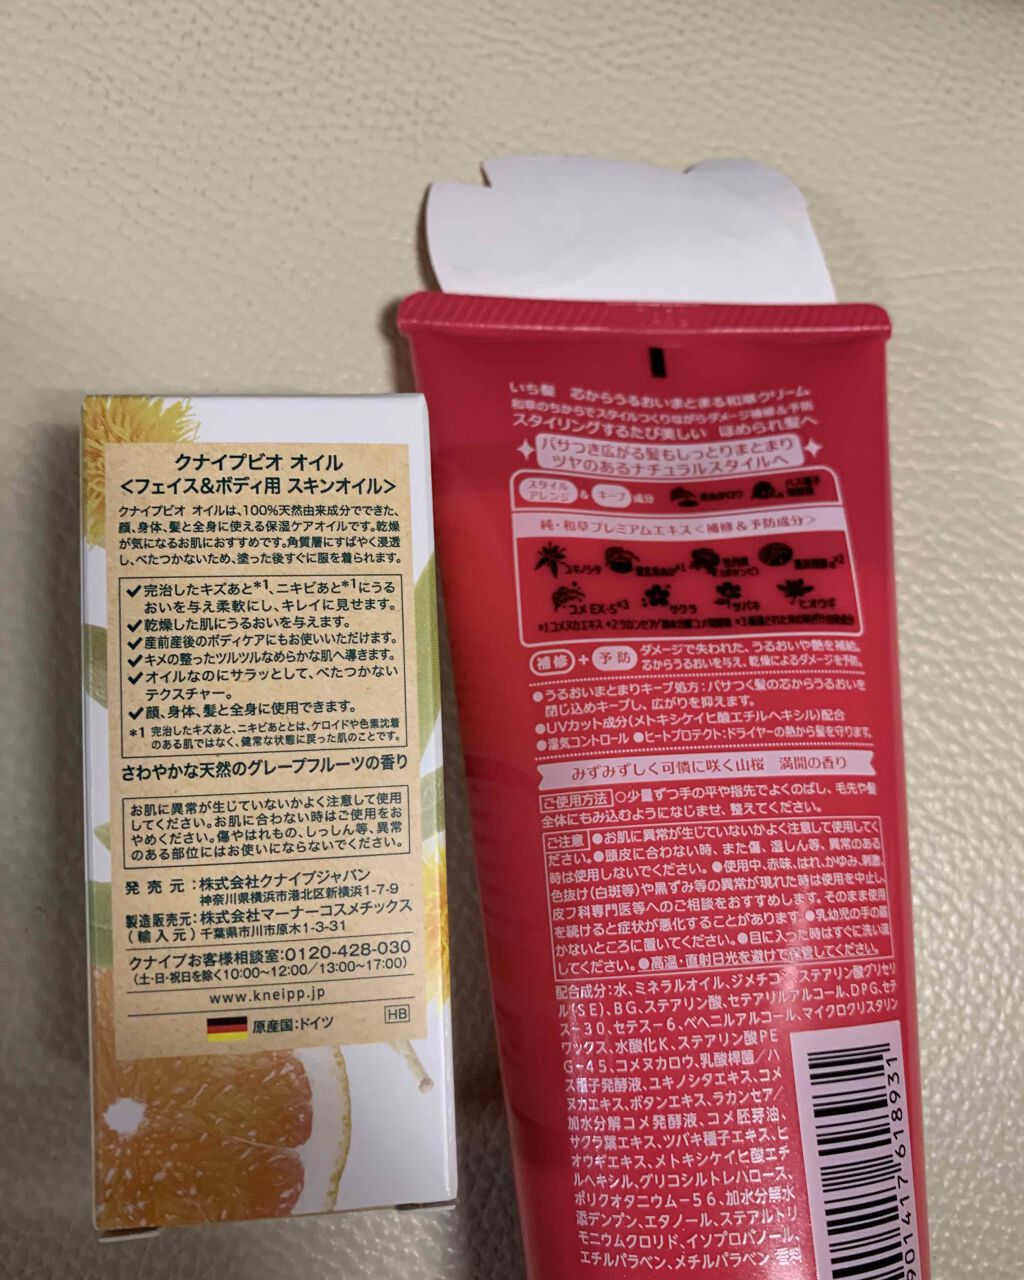 クナイプビオ オイル
<フェイス&ボディ用 スキンオイル>
クナイプビオ オイルは、100%天然由来成分でできた、
顔、身体、髪と全身に使える保湿ケアオイルです。乾燥
が気になるお肌におすすめです。角質層にすばやく浸透
し、べたつかないため、塗った後すぐに服を着られます。
✓完治したキズあと*1、ニキビあと*1にうる
おいを与え柔軟にし、キレイに見せます。
✓乾燥した肌にうるおいを与えます。
✓産前産後のボディケアにもお使いいただけます。
✓キメの整ったツルツルなめらかな肌へ導きます。
✓オイルなのにサラッとして、べたつかない
テクスチャー。
✓顔、身体、髪と全身に使用できます。
*1 完治したキズあと、ニキビあととは、ケロイドや色素沈着
のある肌ではなく、健常な状態に戻った肌のことです。
さわやかな天然のグレープフルーツの香り
お肌に異常が生じていないかよく注意して使用
してください。お肌に合わない時はご使用をお
やめください。傷やはれもの、しっしん等、異常
のある部位にはお使いにならないでください。
発売元:株式会社クナイプジャパン
神奈川県横浜市港北区新横浜1-7-9
製造販売元:株式会社マーナーコスメチックス
(輸入元) 千葉県市川市原木1-3-31
クナイプお客様相談室:0120-428-030
(土・日・祝日を除く10:00~12:00/13:00~17:00)
www.kneipp.jp
原産国:ドイツ
HB
いち髪 芯からうるおいまとまる和草クリーム
和草のちからでスタイルつくりながらダメージ補修&予防
スタイリングするたび美しい ほめられ髪へ
パサつき広がる髪もしっとりまとまり
ツヤのあるナチュラルスタイルへ
スタイル
アレンジ & キープ 成分
純・和草プレミアムエキス<補修&予防成分>
ユキノシタ
コメEX-S*3 サクラ ツバキ ヒオウギ
補修+予防 ダメージで失われた、うるおいや艶を補給。
芯からうるおいを与え、乾燥によるダメージを予防。
●うるおいまとまりキープ処方:パサつく髪の芯からうるおいを
閉じ込めキープし、広がりを抑えます。
●UVカット成分(メトキシケイヒ酸エチルヘキシル)配合
●湿気コントロール ●ヒートプロテクト:ドライヤーの熱から髪を守ります。
みずみずしく可憐に咲く山桜 満開の香り
ご使用方法 ○少量ずつ手の平や指先でよくのばし、毛先や髪
全体にもみ込むようになじませ、整えてください。
ご注意 ●お肌に異常が生じていないかよく注意して使用してく
ださい。●頭皮に合わない時、また傷、湿しん等、異常のある
時は使用しないでください。●使用中、赤味、はれ、かゆみ、刺激、
色抜け(白斑等)や黒ずみ等の異常が現れた時は使用を中止し、
皮フ科専門医等へのご相談をおすすめします。そのまま使用
を続けると症状が悪化することがあります。●乳幼児の手の届
かないところに置いてください。●目に入った時はすぐに洗い流
してください。●高温・直射日光を避けて保管してください。
配合成分:水、ミネラルオイル、ジメチコン、ステアリン酸グリセリ
ル(SE)、BG、ステアリン酸、セテアリルアルコール、DPG、セテ
ス-30、セテス-6、ベヘニルアルコール、マイクロクリスタリン
ワックス、水酸化K、ステアリン酸PE
G-45、コメヌカロウ、乳酸桿菌/ハ
ス種子発酵液、ユキノシタエキス、コメ
ヌカエキス、ボタンエキス、ラカンセア/
加水分解コメ発酵液、コメ胚芽油、
サクラ葉エキス、ツバキ種子エキス、ヒ
オウギエキス、メトキシケイヒ酸エチ
ルヘキシル、グリコシルトレハロース、
ポリクオタニウム-56、加水分解水
添デンプン、エタノール、ステアルトリ
モニウムクロリド、イソプロパノール、
エチルパラベン、メチルパラベン、香料
901417618931